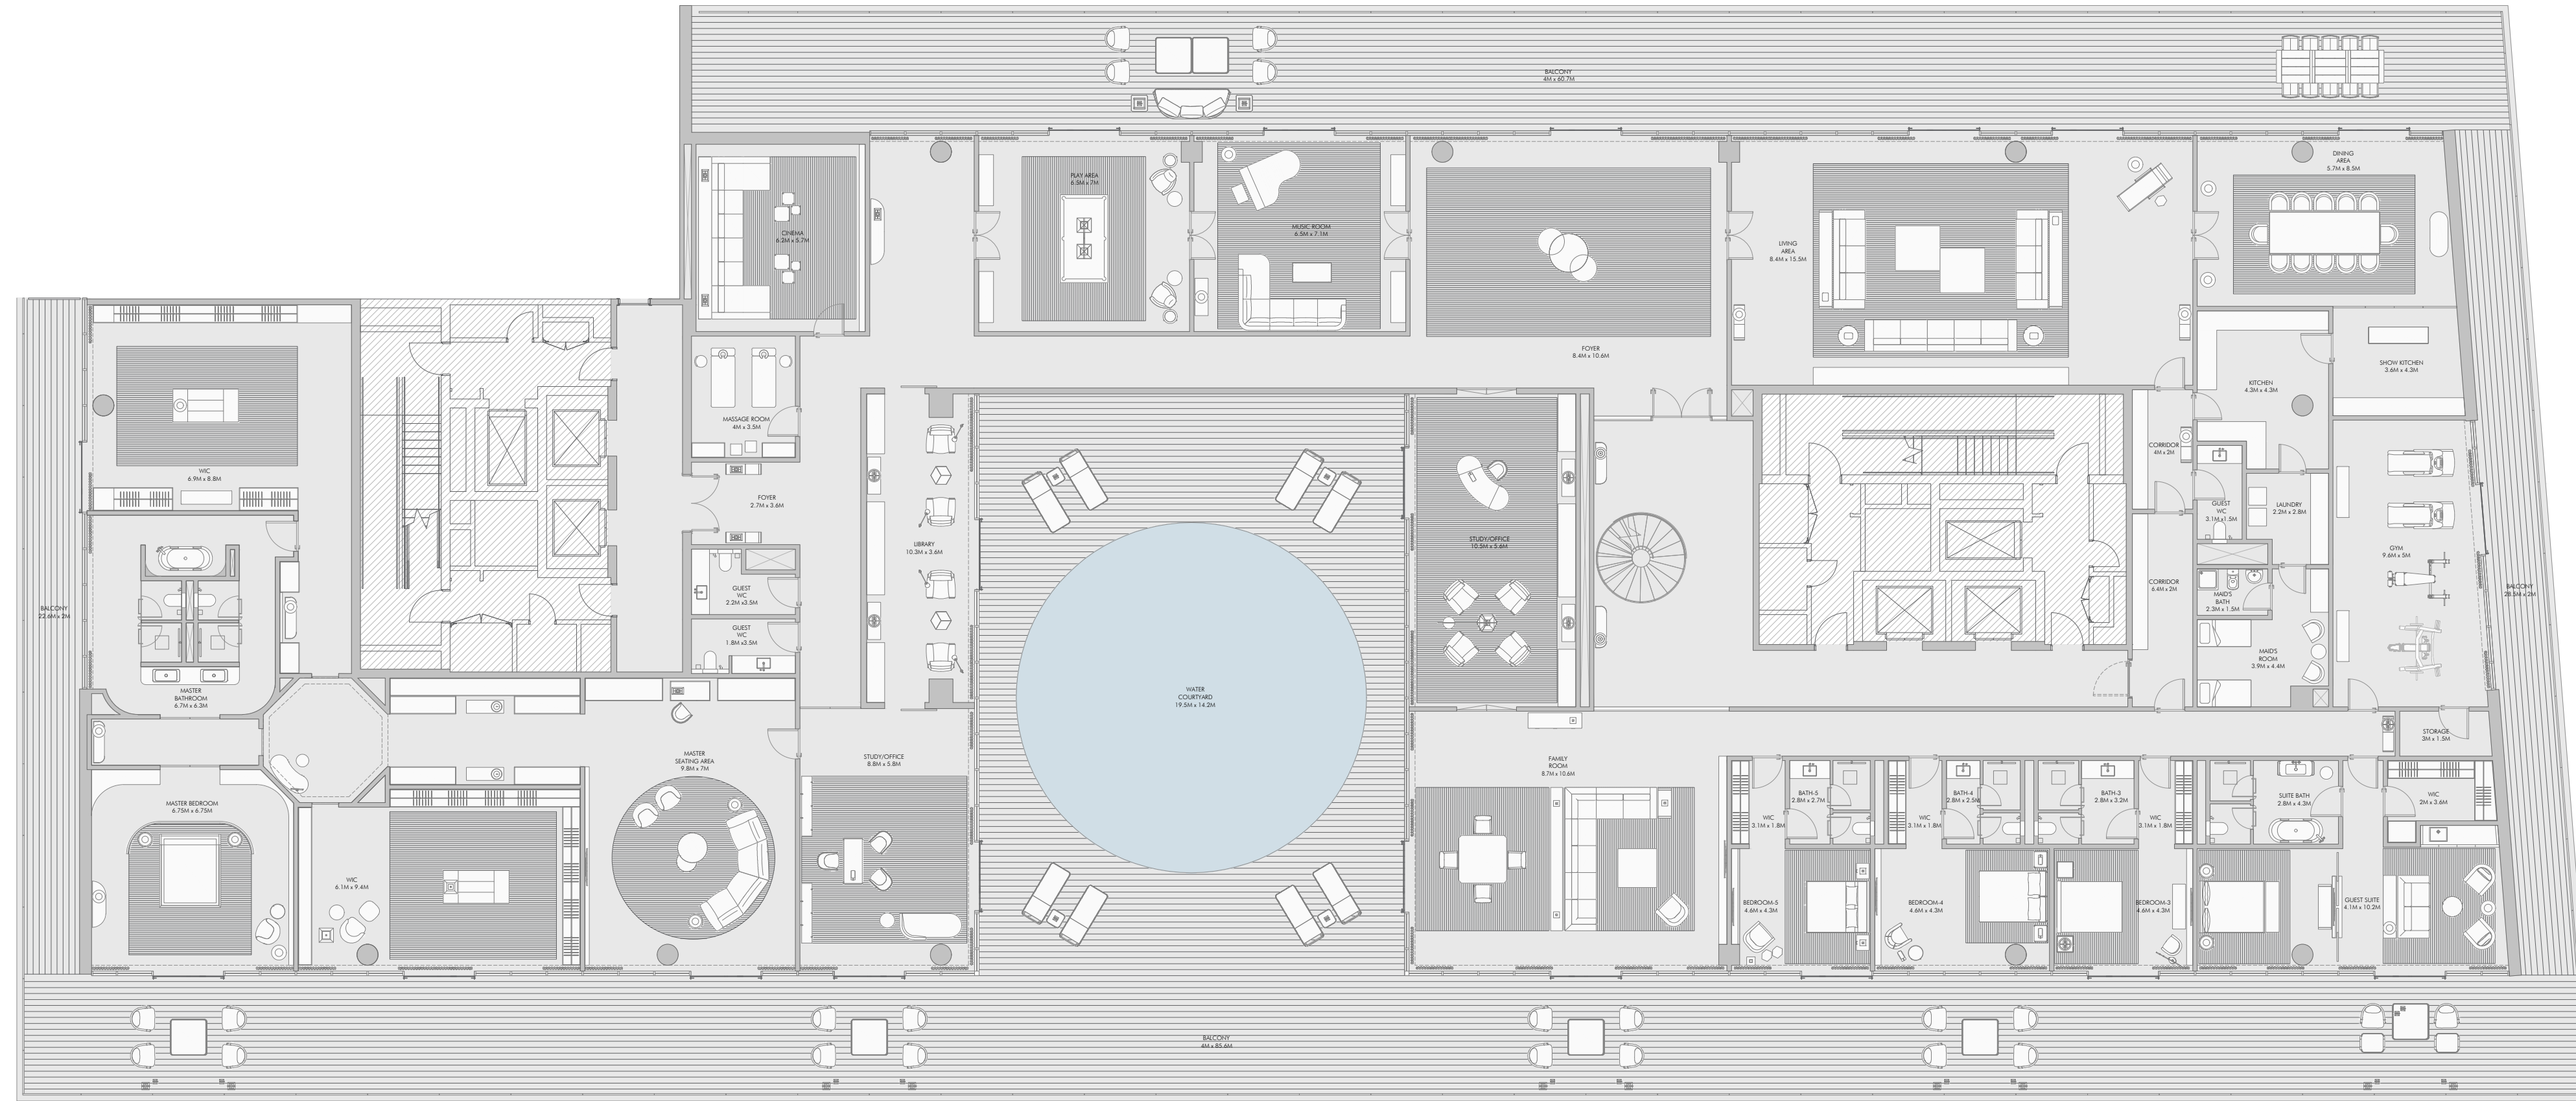 BALCONY
4M x 60.7M
DINING
AREA
5.7M x 8.5M
PLAY AREA
6.5M x 7M
CINEMA
6.2M x 5.7M
MUSIC ROOM
6.5M x 7.1M
LIVING
AREA
8.4M x 15.5M
FOYER
8.4M x 10.6M
SHOW KITCHEN
3.6M x 4.3M
KITCHEN
4.3M x 4.3M
MASSAGE ROOM
4M x 3.5M
CORRIDOR
4M x 2M
WIC
6.9M x 8.8M
FOYER
2.7M x 3.6M
GUEST
WC
3.1M x1.5M
LAUNDRY
2.2M x 2.8M
LIBRARY
10.3M x 3.6M
STUDY/OFFICE
10.5M x 5.6M
GYM
9.6M x 5M
GUEST
WC
2.2M x3.5M
CORRIDOR
6.4M x 2M
MAID'S
BATH
2.3M x 1.5M
BALCONY
28.5M x 2M
BALCONY
22.6M x 2M
GUEST
WC
1.8M x3.5M
MAID'S
ROOM
3.9M x 4.4M
MASTER
BATHROOM
6.7M x 6.3M
WATER
COURTYARD
19.5M x 14.2M
STORAGE
3M x 1.5M
MASTER
SEATING AREA
9.8M x 7M
STUDY/OFFICE
8.8M x 5.8M
FAMILY
ROOM
8.7M x 10.6M
MASTER BEDROOM
6.75M x 6.75M
BATH-5
2.8M x 2.7M
BATH-4
2.8M x 2.5M
BATH-3
2.8M x 3.2M
SUITE BATH
2.8M x 4.3M
WIC
2M x 3.6M
WIC
3.1M x 1.8M
WIC
3.1M x 1.8M
WIC
3.1M x 1.8M
WIC
6.1M x 9.4M
BEDROOM-5
4.6M x 4.3M
BEDROOM-4
4.6M x 4.3M
BEDROOM-3
4.6M x 4.3M
GUEST SUITE
4.1M x 10.2M
BALCONY
4M x 85.6M